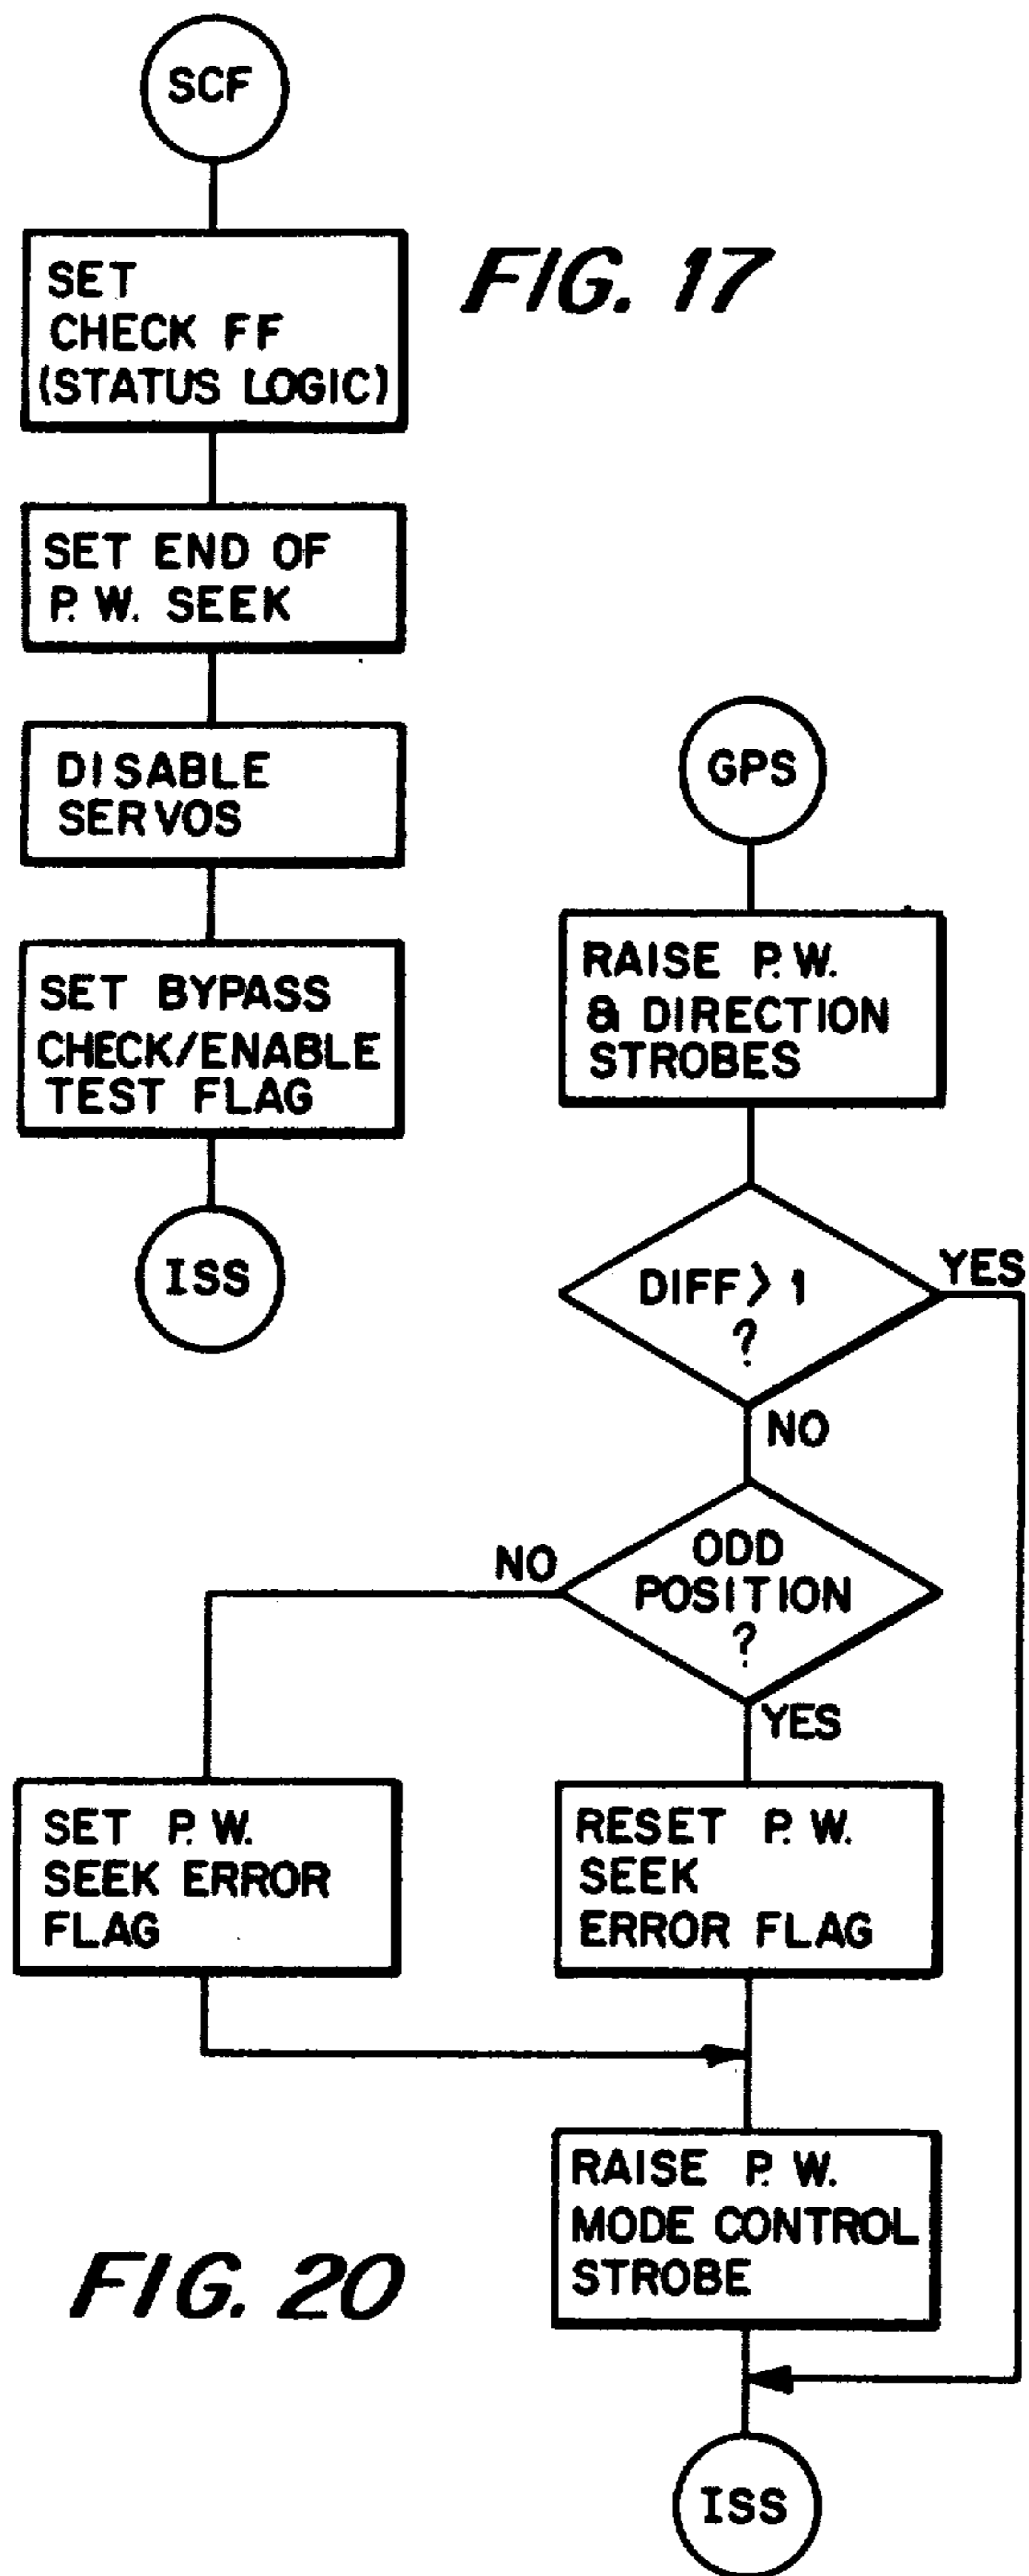 SCF
FIG. 17
SET
CHECK FF
(STATUS LOGIC)
SET END OF
P. W. SEEK
DISABLE
SERVOS
SET BYPASS
CHECK/ENABLE
TEST FLAG
ISS
GPS
RAISE P. W.
& DIRECTION
STROBES
DIFF > 1
?
YES
NO
ODD
POSITION
?
NO
YES
SET P. W.
SEEK ERROR
FLAG
RESET P. W.
SEEK
ERROR FLAG
RAISE P. W.
MODE CONTROL
STROBE
FIG. 20
ISS